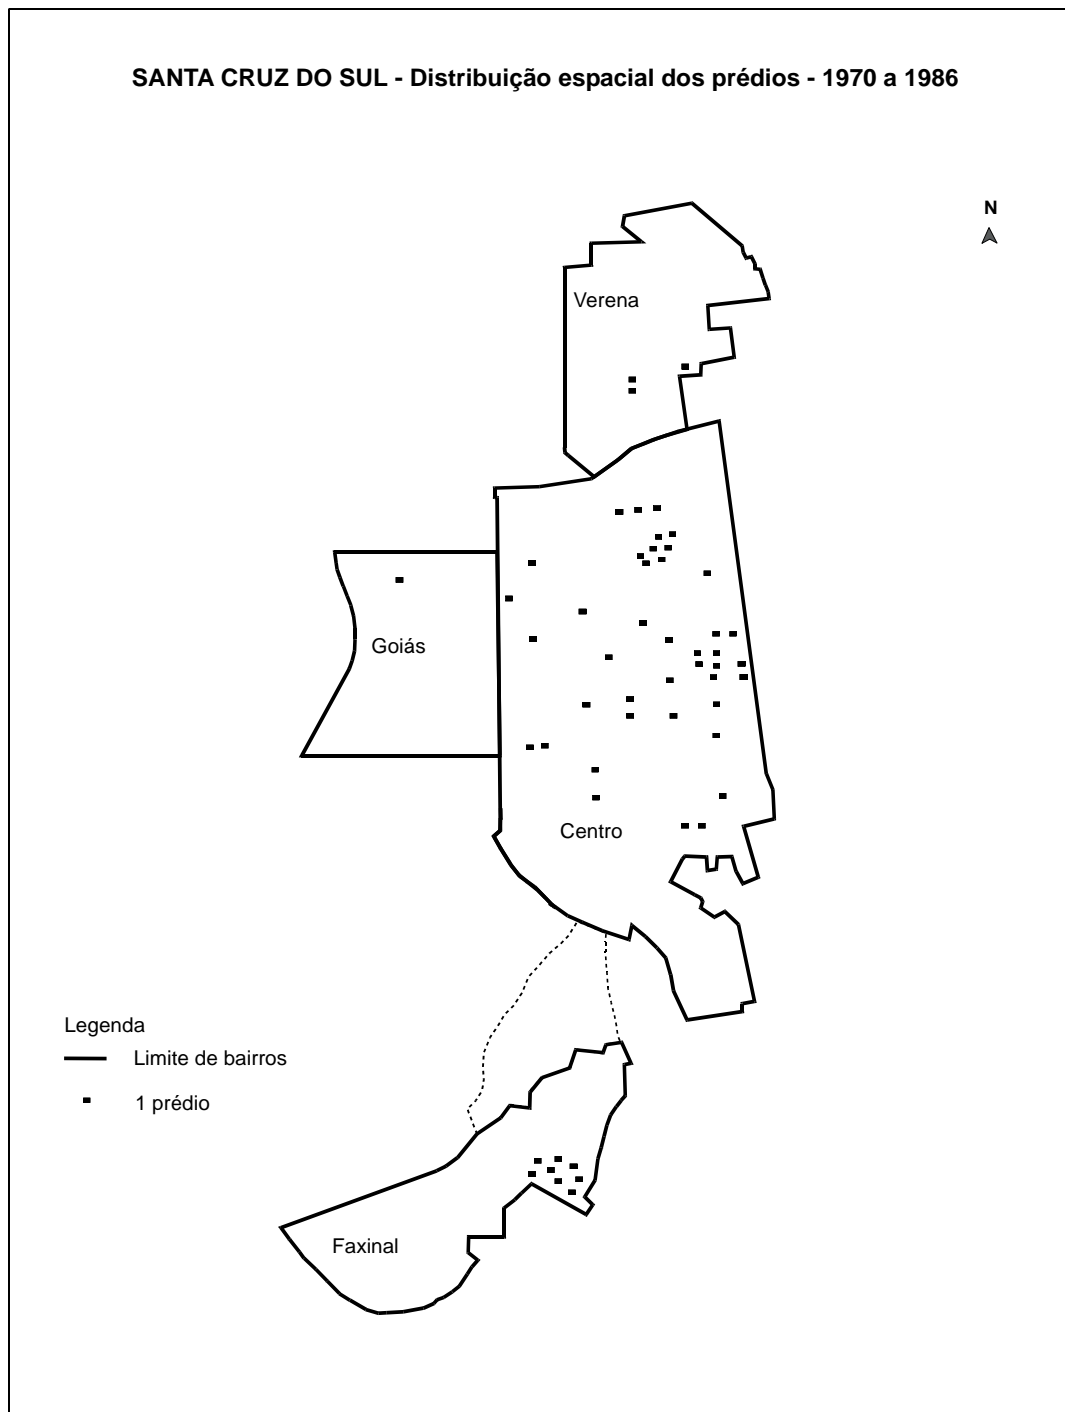 SANTA CRUZ DO SUL - Distribuição espacial dos prédios - 1970 a 1986
N
Verena
Goiás
Centro
Legenda
Limite de bairros
1 prédio
Faxinal